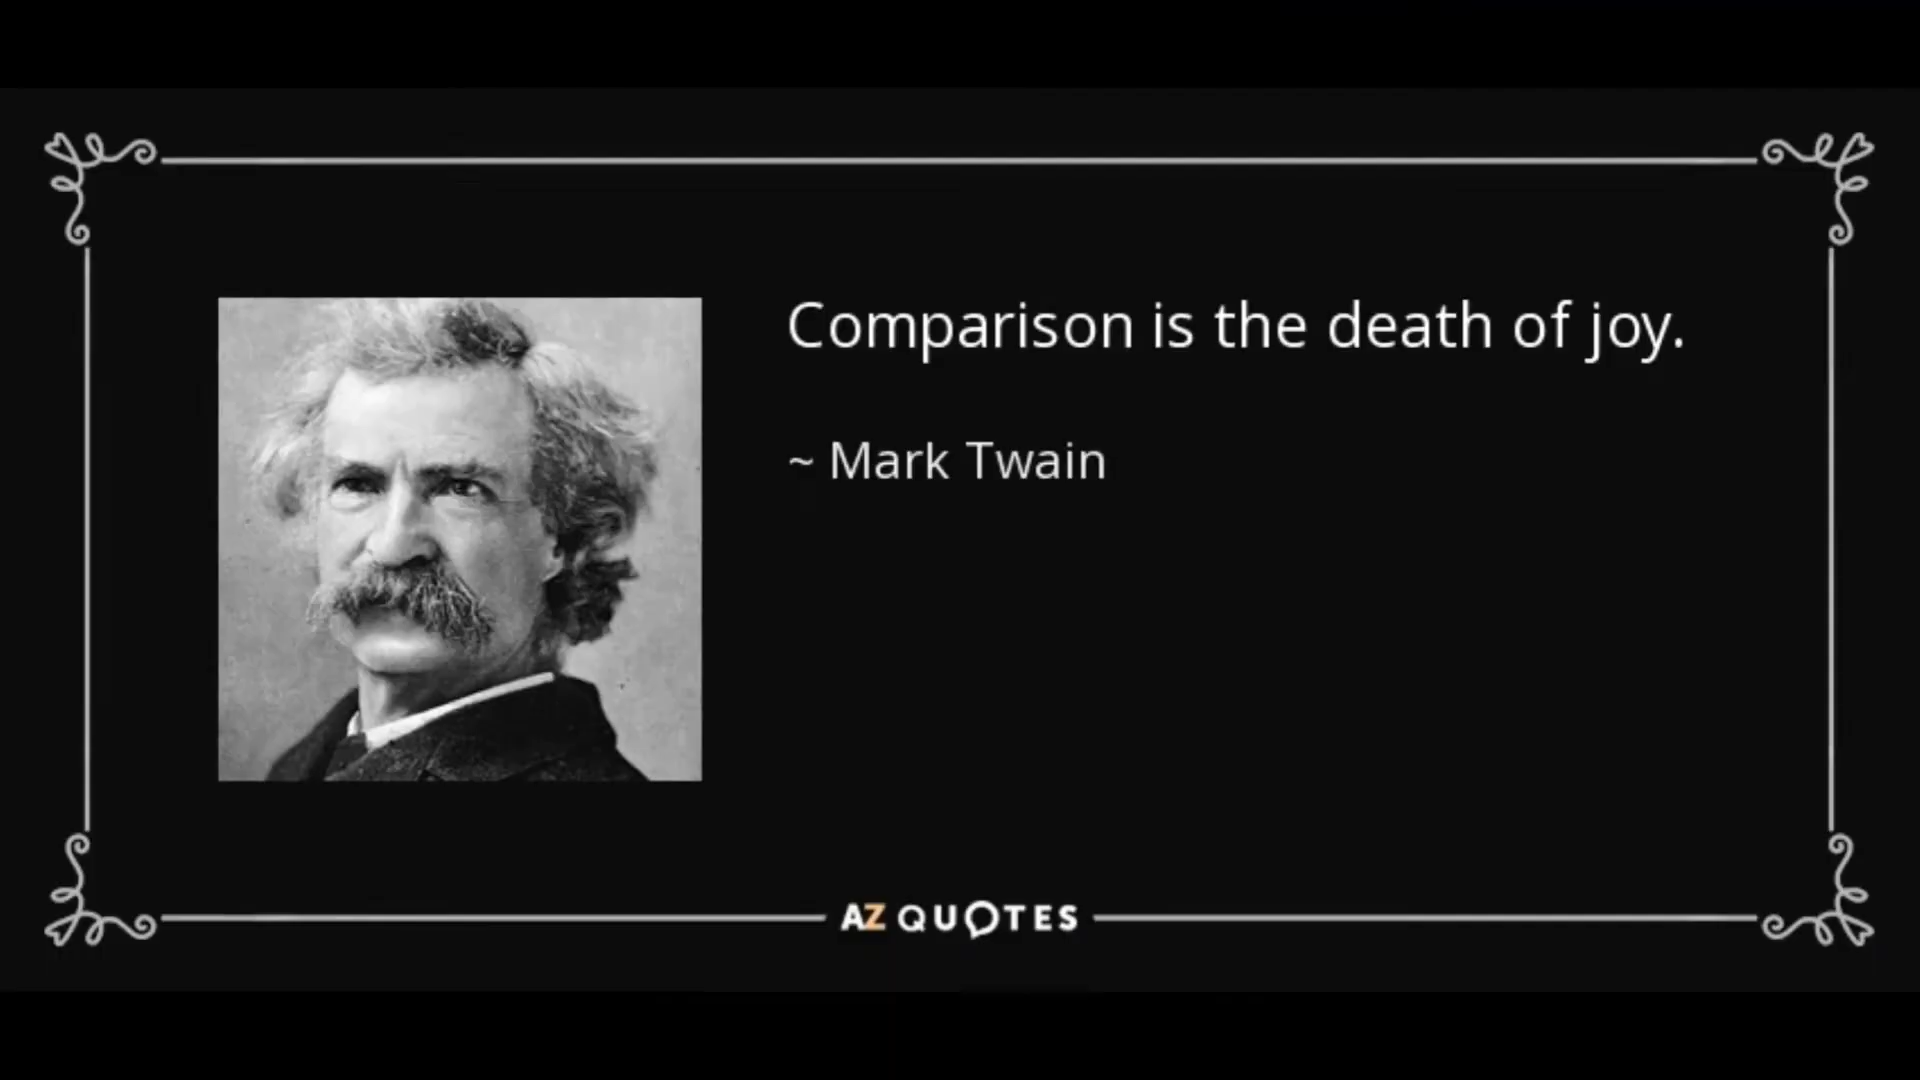 Comparison is the death of joy.
~ Mark Twain
AZ QUOTES